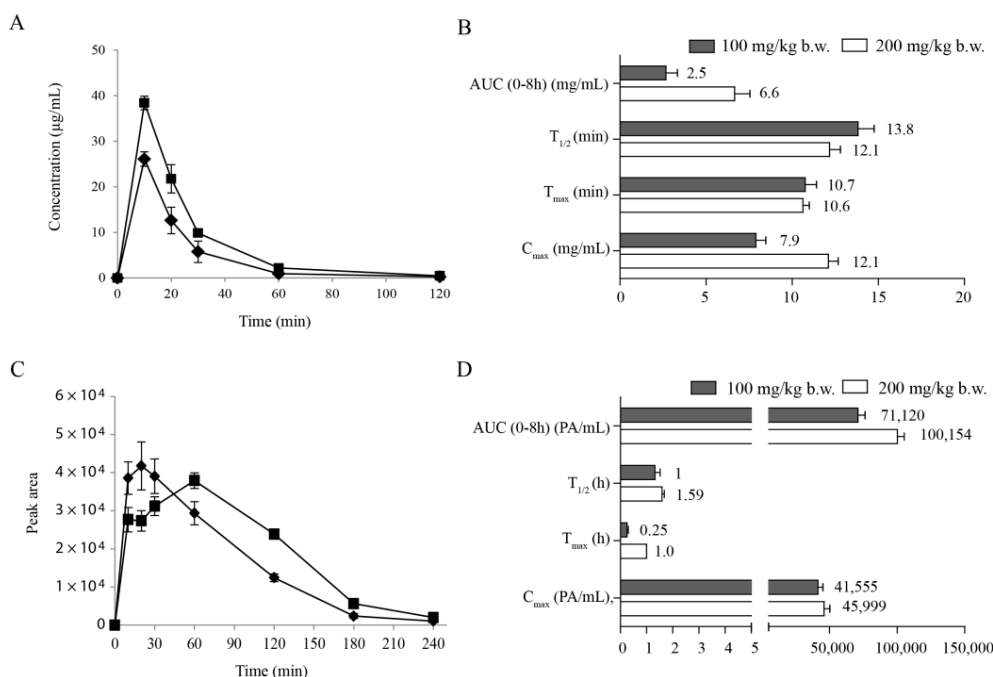 A
50
40
30
20
10
0
Concentration (µg/mL)
0 20 40 60 80 100 120
Time (min)
B
100 mg/kg b.w. 200 mg/kg b.w.
AUC (0-8h) (mg/mL)
2.5
6.6
T1/2 (min)
13.8
12.1
Tmax (min)
10.7
10.6
Cmax (mg/mL)
7.9
12.1
0 5 10 15 20
C
6 × 10⁴
5 × 10⁴
4 × 10⁴
3 × 10⁴
2 × 10⁴
1 × 10⁴
0
Peak area
0 30 60 90 120 150 180 210 240
Time (min)
D
100 mg/kg b.w. 200 mg/kg b.w.
AUC (0-8h) (PA/mL)
71,120
100,154
T1/2 (h)
1
1.59
Tmax (h)
0.25
1.0
Cmax (PA/mL),
41,555
45,999
0 1 2 3 4 5 50,000 100,000 150,000